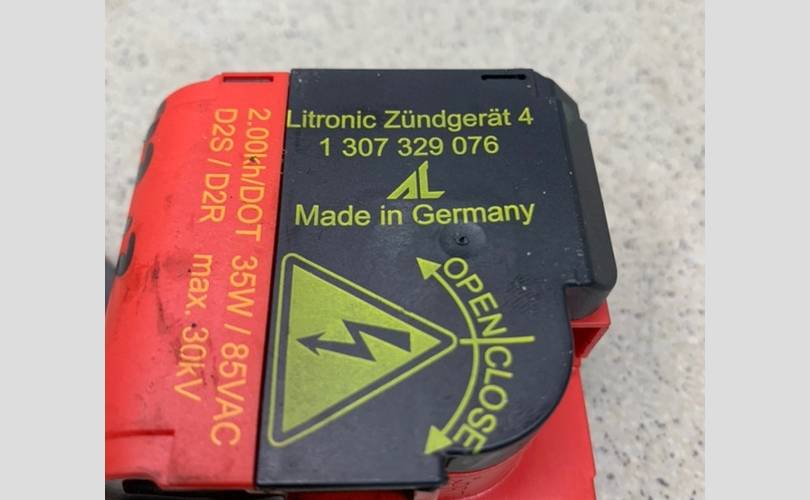 Litronic Zündgerät 4
1 307 329 076
AL
Made in Germany
OPEN CLOSE
2.00kh/DOT 35W / 85VAC
D2S / D2R max. 30kV